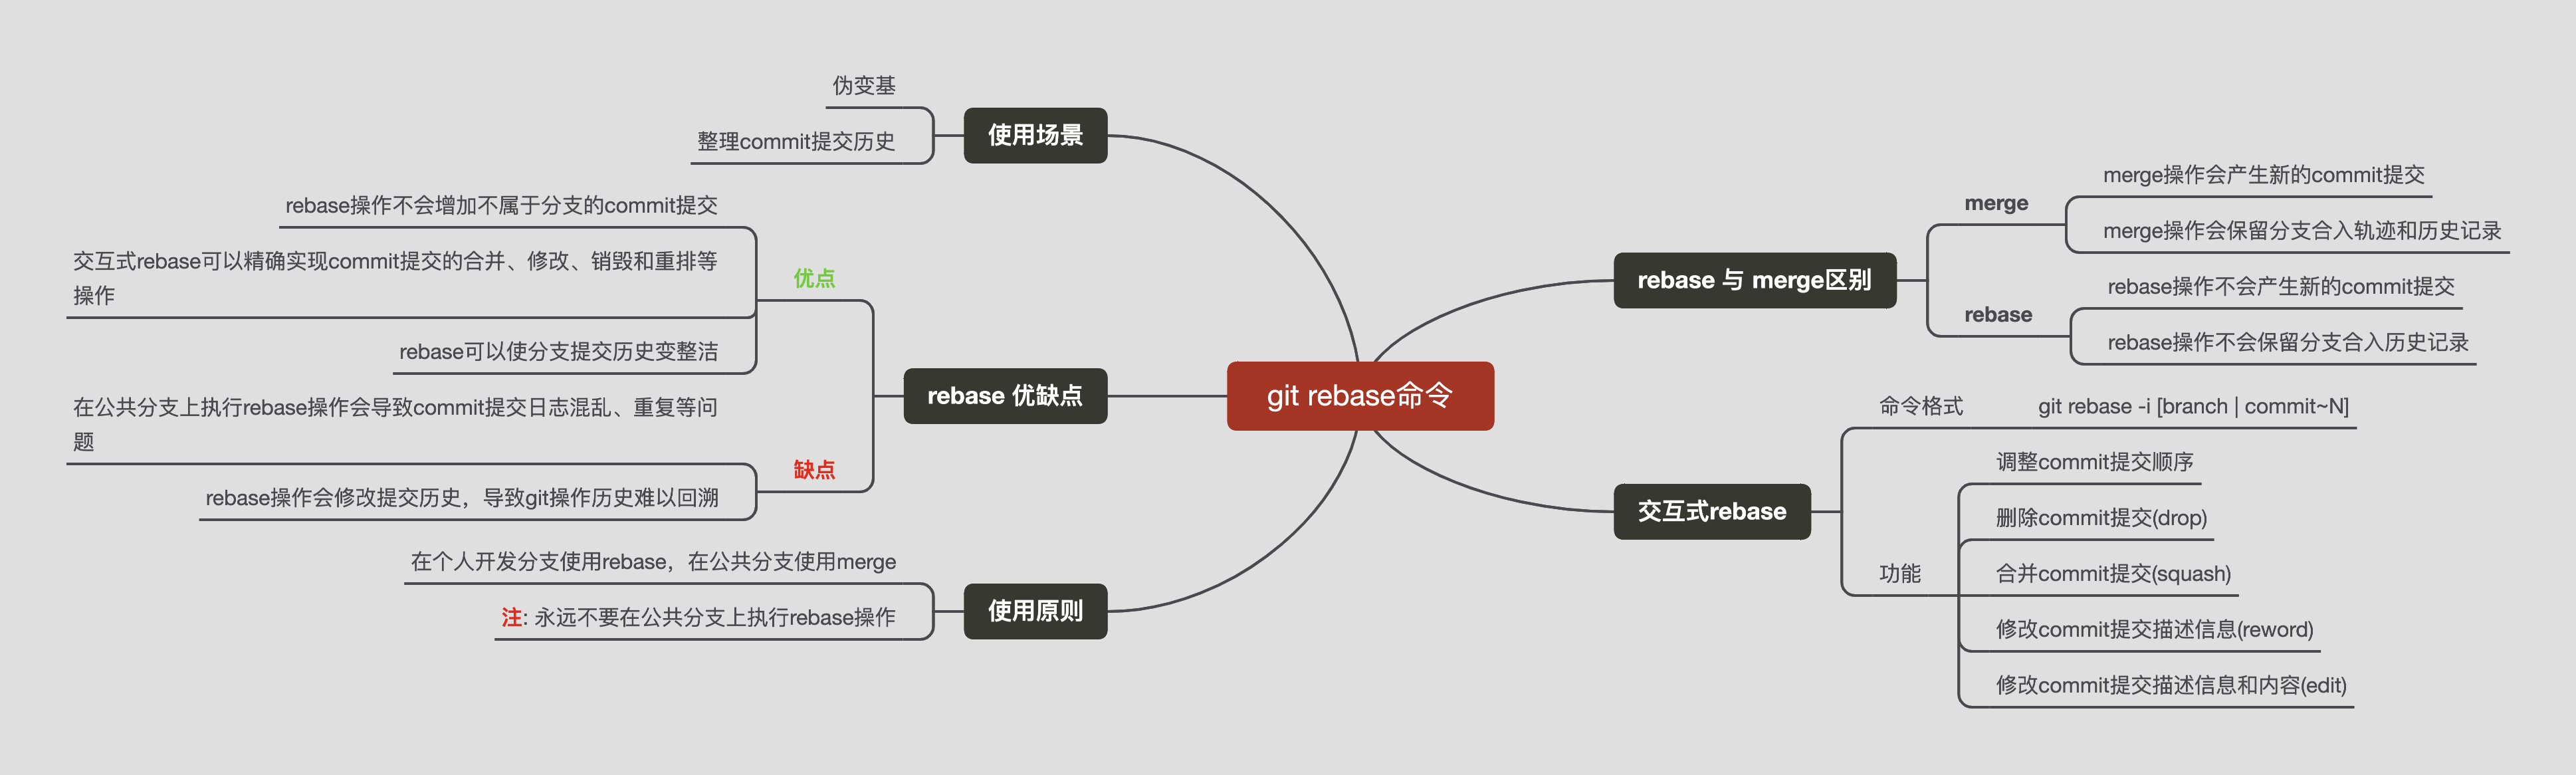 git rebase命令
使用场景
伪变基
整理commit提交历史
rebase 优缺点
优点
rebase操作不会增加不属于分支的commit提交
交互式rebase可以精确实现commit提交的合并、修改、销毁和重排等
操作
rebase可以使分支提交历史变整洁
缺点
在公共分支上执行rebase操作会导致commit提交日志混乱、重复等问
题
rebase操作会修改提交历史，导致git操作历史难以回溯
使用原则
在个人开发分支使用rebase，在公共分支使用merge
注: 永远不要在公共分支上执行rebase操作
rebase 与 merge区别
merge
merge操作会产生新的commit提交
merge操作会保留分支合入轨迹和历史记录
rebase
rebase操作不会产生新的commit提交
rebase操作不会保留分支合入历史记录
交互式rebase
命令格式
git rebase -i [branch | commit~N]
功能
调整commit提交顺序
删除commit提交(drop)
合并commit提交(squash)
修改commit提交描述信息(reword)
修改commit提交描述信息和内容(edit)